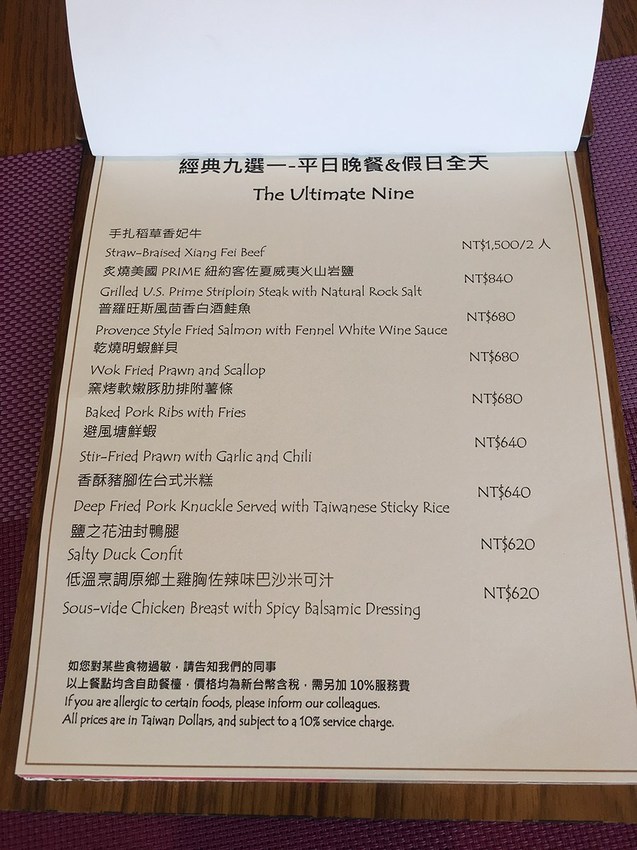 經典九選一-平日晚餐&假日全天
The Ultimate Nine
手扎稻草香妃牛
Straw-Braised Xiang Fei Beef
NT$1,500/2 人
炙燒美國 PRIME 紐約客佐夏威夷火山岩鹽
Grilled U.S. Prime Striploin Steak with Natural Rock Salt
NT$840
普羅旺斯風茴香白酒鮭魚
Provence Style Fried Salmon with Fennel White Wine Sauce
NT$680
乾燒明蝦鮮貝
Wok Fried Prawn and Scallop
NT$680
窯烤軟嫩豚肋排附薯條
Baked Pork Ribs with Fries
NT$680
避風塘鮮蝦
Stir-Fried Prawn with Garlic and Chili
NT$640
香酥豬腳佐台式米糕
Deep Fried Pork Knuckle Served with Taiwanese Sticky Rice
NT$640
鹽之花油封鴨腿
Salty Duck Confit
NT$620
低溫烹調原鄉土雞胸佐辣味巴沙米可汁
Sous-vide Chicken Breast with Spicy Balsamic Dressing
NT$620
如您對某些食物過敏，請告知我們的同事
以上餐點均含自助餐檯，價格均為新台幣含稅，需另加 10%服務費
If you are allergic to certain foods, please inform our colleagues.
All prices are in Taiwan Dollars, and subject to a 10% service charge.